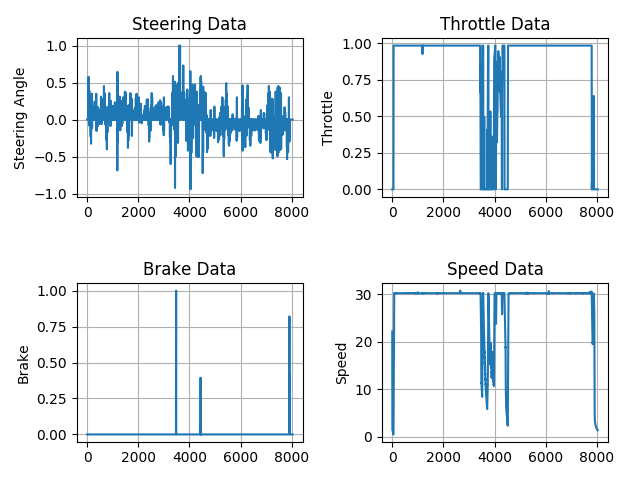 Steering Data
Steering Angle
1.0
0.5
0.0
−0.5
−1.0
0 2000 4000 6000 8000
Throttle Data
Throttle
1.00
0.75
0.50
0.25
0.00
0 2000 4000 6000 8000
Brake Data
Brake
1.00
0.75
0.50
0.25
0.00
0 2000 4000 6000 8000
Speed Data
Speed
30
20
10
0
0 2000 4000 6000 8000